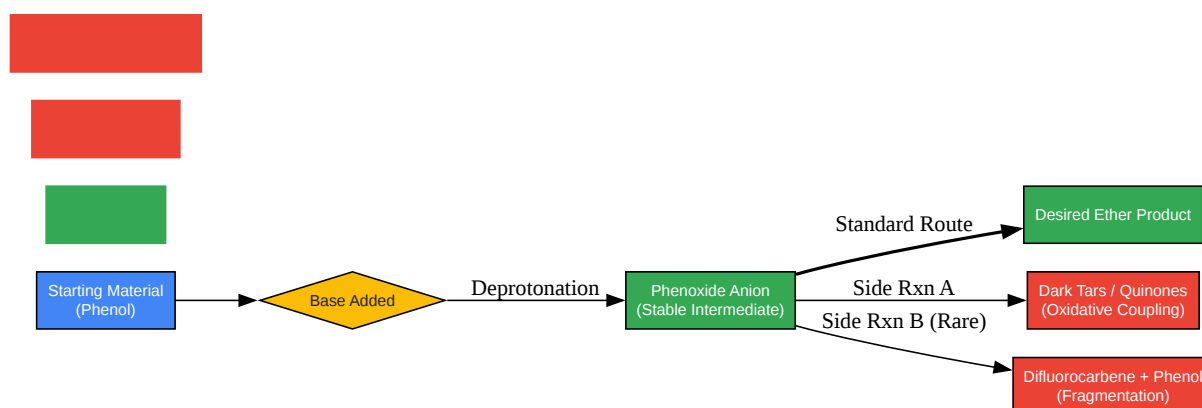 Starting Material
(Phenol)
Base Added
Deprotonation
Phenoxide Anion
(Stable Intermediate)
Standard Route
Side Rxn A
Side Rxn B (Rare)
Desired Ether Product
Dark Tars / Quinones
(Oxidative Coupling)
Difluorocarbene + Phenol
(Fragmentation)